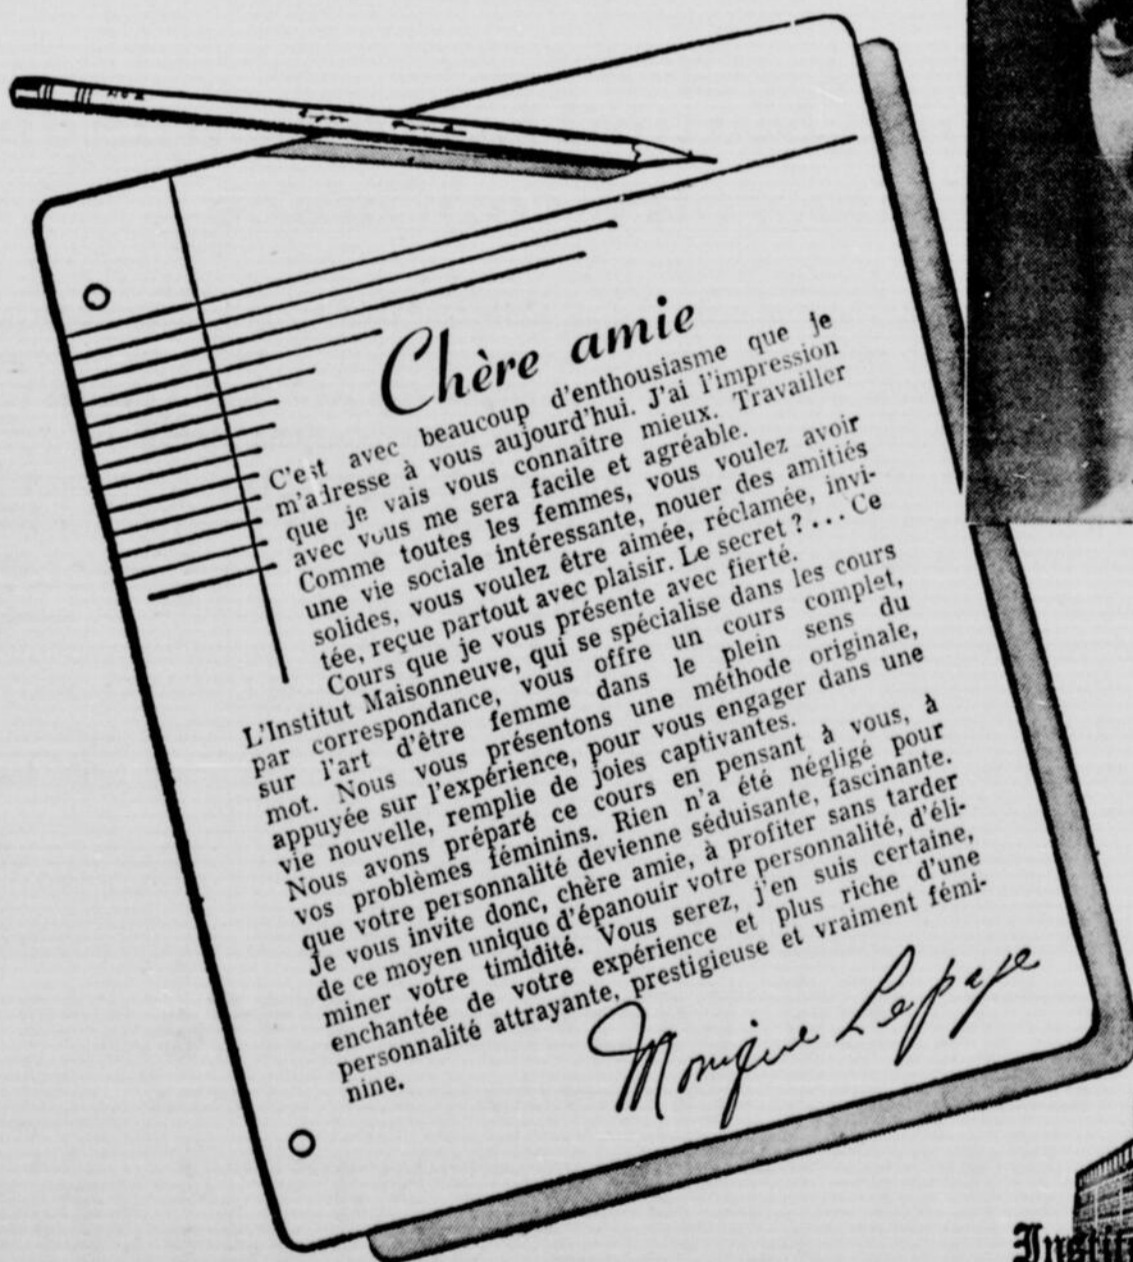 Chère amie
C'est avec beaucoup d'enthousiasme que je
m'adresse à vous aujourd'hui. J'ai l'impression
que je vais vous connaître mieux. Travailler
avec vous me sera facile et agréable.
Comme toutes les femmes, vous voulez avoir
une vie sociale intéressante, nouer des amitiés
solides, vous voulez être aimée, réclamée, invi-
tée, reçue partout avec plaisir. Le secret ? ... Ce
Cours que je vous présente avec fierté.
L'Institut Maisonneuve, qui se spécialise dans les cours
par correspondance, vous offre un cours complet,
sur l'art d'être femme dans le plein sens du
mot. Nous vous présentons une méthode originale,
appuyée sur l'expérience, pour vous engager dans une
vie nouvelle, remplie de joies captivantes.
Nous avons préparé ce cours en pensant à vous, à
vos problèmes féminins. Rien n'a été négligé pour
que votre personnalité devienne séduisante, fascinante.
Je vous invite donc, chère amie, à profiter sans tarder
de ce moyen unique d'épanouir votre personnalité, d'éli-
miner votre timidité. Vous serez, j'en suis certaine,
enchantée de votre expérience et plus riche d'une
personnalité attrayante, prestigieuse et vraiment fémi-
nine.
Monique Lepage